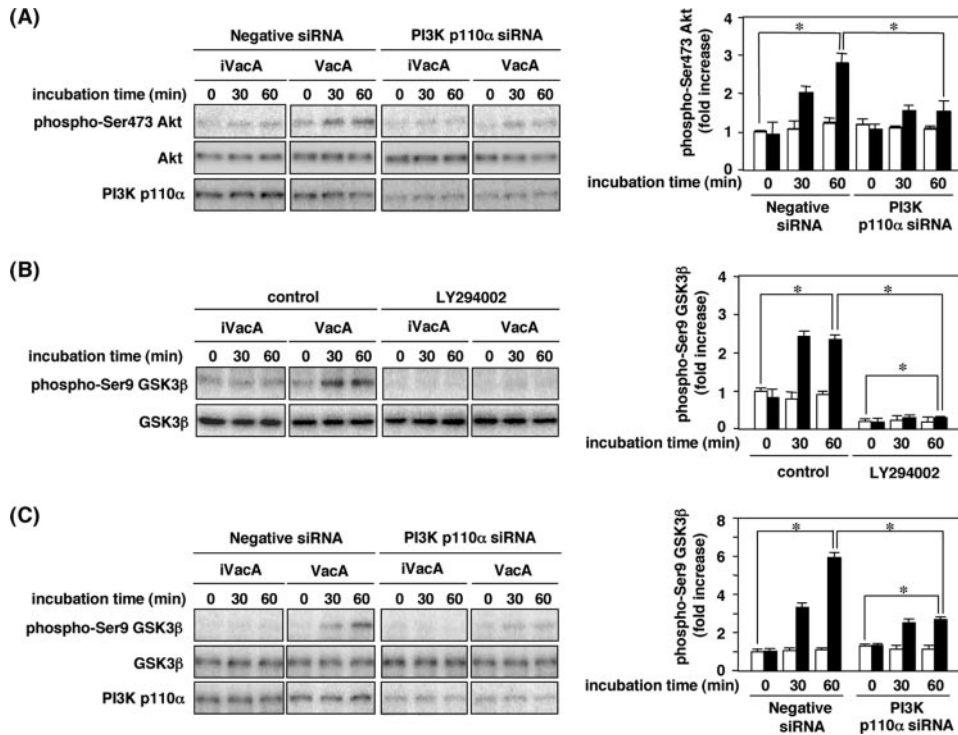 (A)
Negative siRNA PI3K p110α siRNA
iVacA VacA iVacA VacA
incubation time (min) 0 30 60 0 30 60 0 30 60 0 30 60
phospho-Ser473 Akt
Akt
PI3K p110α
phospho-Ser473 Akt
(fold increase)
4
3
2
1
0
* *
incubation time (min) 0 30 60 0 30 60
Negative
siRNA
PI3K
p110α siRNA
(B)
control LY294002
iVacA VacA iVacA VacA
incubation time (min) 0 30 60 0 30 60 0 30 60 0 30 60
phospho-Ser9 GSK3β
GSK3β
phospho-Ser9 GSK3β
(fold increase)
4
3
2
1
0
* *
*
incubation time (min) 0 30 60 0 30 60
control LY294002
(C)
Negative siRNA PI3K p110α siRNA
iVacA VacA iVacA VacA
incubation time (min) 0 30 60 0 30 60 0 30 60 0 30 60
phospho-Ser9 GSK3β
GSK3β
PI3K p110α
phospho-Ser9 GSK3β
(fold increase)
8
6
4
2
0
* *
*
incubation time (min) 0 30 60 0 30 60
Negative
siRNA
PI3K
p110α siRNA